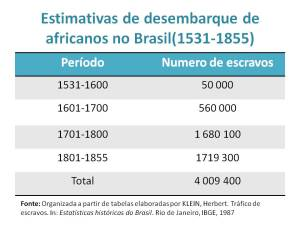 Estimativas de desembarque de
africanos no Brasil(1531-1855)
Período Numero de escravos
1531-1600 50 000
1601-1700 560 000
1701-1800 1 680 100
1801-1855 1719 300
Total 4 009 400
Fonte: Organizada a partir de tabelas elaboradas por KLEIN, Herbert. Tráfico de
escravos. In: Estatísticas históricas do Brasil. Rio de Janeiro, IBGE, 1987